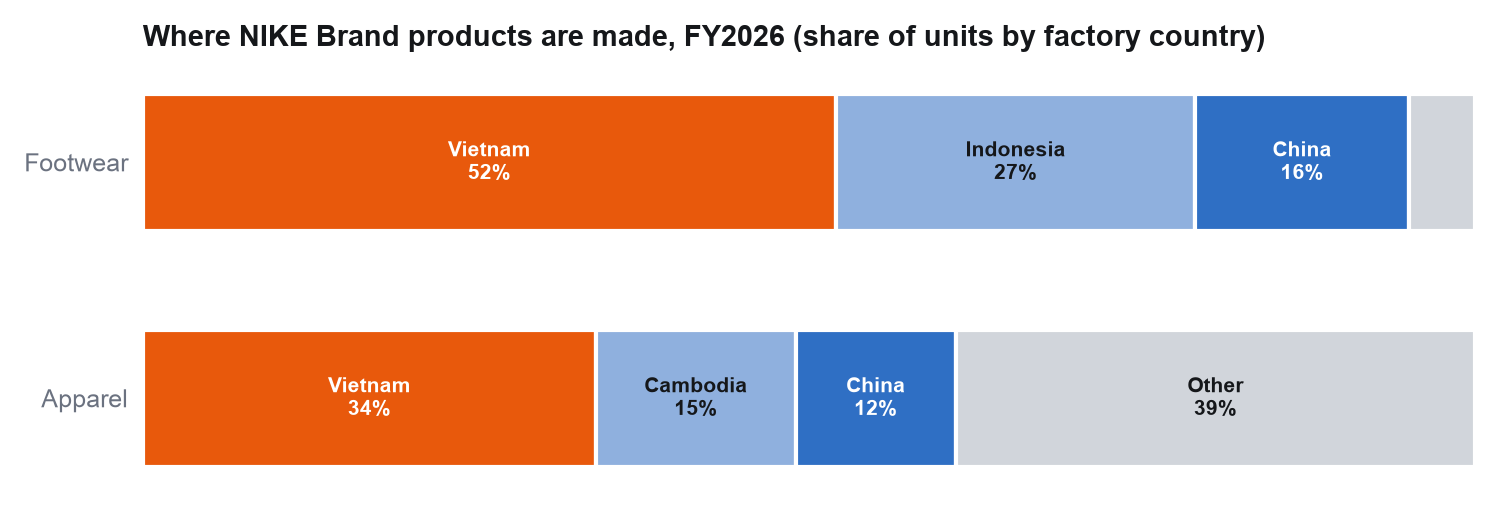 Where NIKE Brand products are made, FY2026 (share of units by factory country)
Footwear
Vietnam
52%
Indonesia
27%
China
16%
Apparel
Vietnam
34%
Cambodia
15%
China
12%
Other
39%